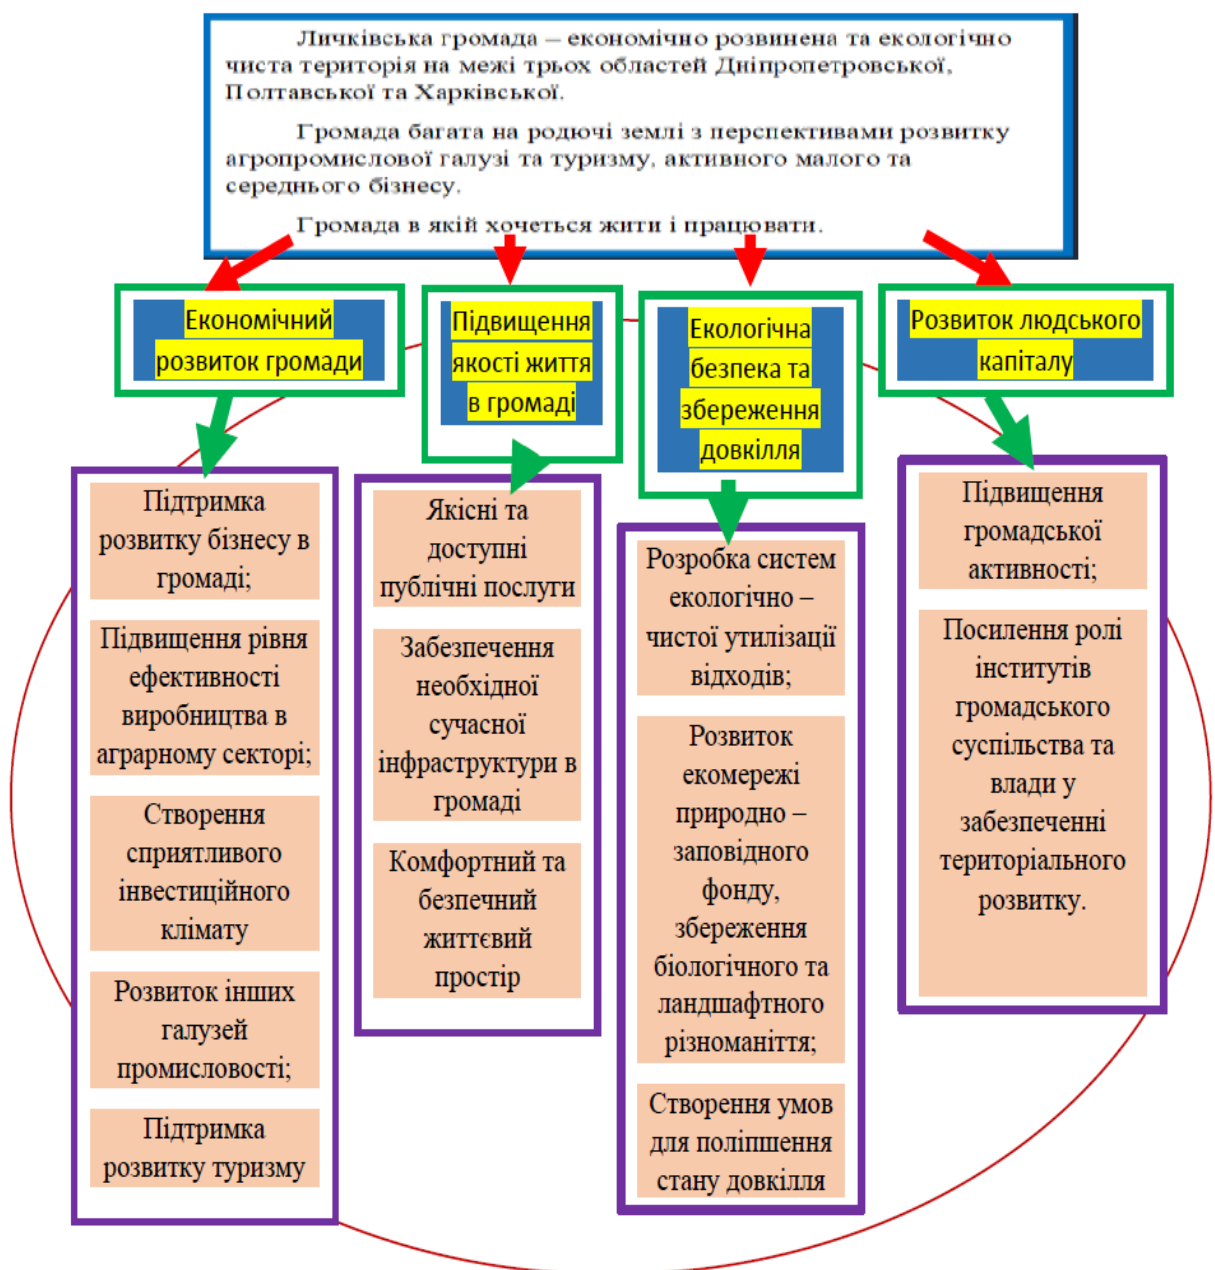 Личківська громада – економічно розвинена та екологічно
чиста територія на межі трьох областей Дніпропетровської,
Полтавської та Харківської.
Громада багата на родючі землі з перспективами розвитку
агропромислової галузі та туризму, активного малого та
середнього бізнесу.
Громада в якій хочеться жити і працювати.
Економічний
розвиток громади
Підвищення
якості життя
в громаді
Екологічна
безпека та
збереження
довкілля
Розвиток людського
капіталу
Підтримка
розвитку бізнесу в
громаді;
Підвищення рівня
ефективності
виробництва в
аграрному секторі;
Створення
сприятливого
інвестиційного
клімату
Розвиток інших
галузей
промисловості;
Підтримка
розвитку туризму
Якісні та
доступні
публічні послуги
Забезпечення
необхідної
сучасної
інфраструктури в
громаді
Комфортний та
безпечний
життєвий
простір
Розробка систем
екологічно –
чистої утилізації
відходів;
Розвиток
екомережі
природно –
заповідного
фонду,
збереження
біологічного та
ландшафтного
різноманіття;
Створення умов
для поліпшення
стану довкілля
Підвищення
громадської
активності;
Посилення ролі
інститутів
громадського
суспільства та
влади у
забезпеченні
територіального
розвитку.